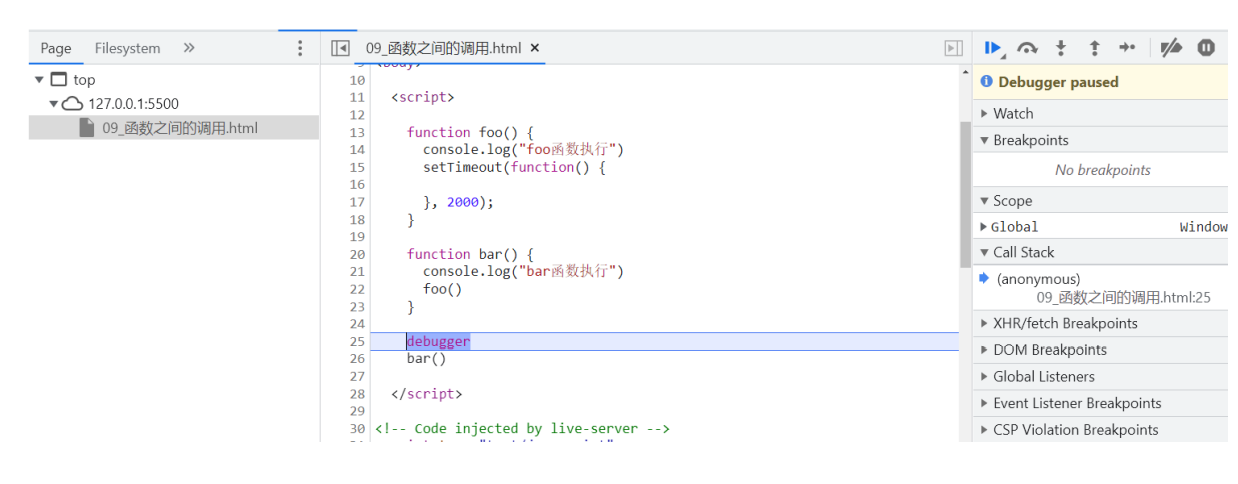 Page Filesystem »
top
127.0.0.1:5500
09_函数之间的调用.html
09_函数之间的调用.html ×
9 <body>
10
11 <script>
12
13 function foo() {
14 console.log("foo函数执行")
15 setTimeout(function() {
16
17 }, 2000);
18 }
19
20 function bar() {
21 console.log("bar函数执行")
22 foo()
23 }
24
25 debugger
26 bar()
27
28 </script>
29
30 <!-- Code injected by live-server -->
Debugger paused
Watch
Breakpoints
No breakpoints
Scope
Global Window
Call Stack
(anonymous)
09_函数之间的调用.html:25
XHR/fetch Breakpoints
DOM Breakpoints
Global Listeners
Event Listener Breakpoints
CSP Violation Breakpoints